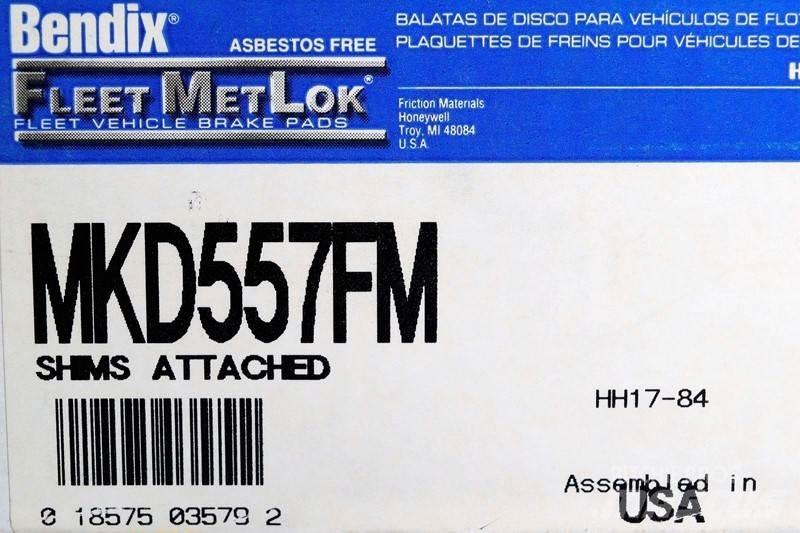 Bendix®
ASBESTOS FREE
FLEET METLOK®
FLEET VEHICLE BRAKE PADS
BALATAS DE DISCO PARA VEHÍCULOS DE FLO
PLAQUETTES DE FREINS POUR VÉHICULES DE
H
Friction Materials
Honeywell
Troy, MI 48084
U.S.A.
MKD557FM
SHIMS ATTACHED
HH17-84
0 18575 03579 2
Assembled in
USA